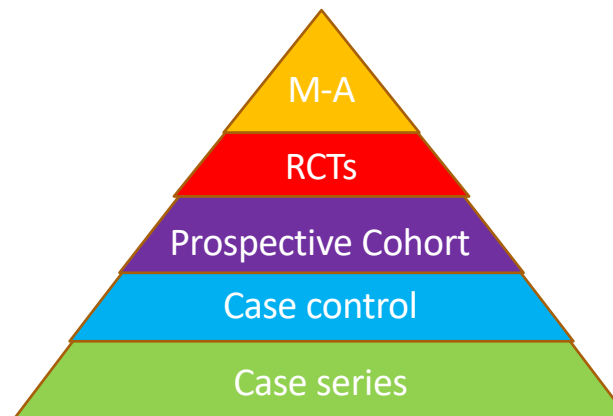 M-A
RCTs
Prospective Cohort
Case control
Case series